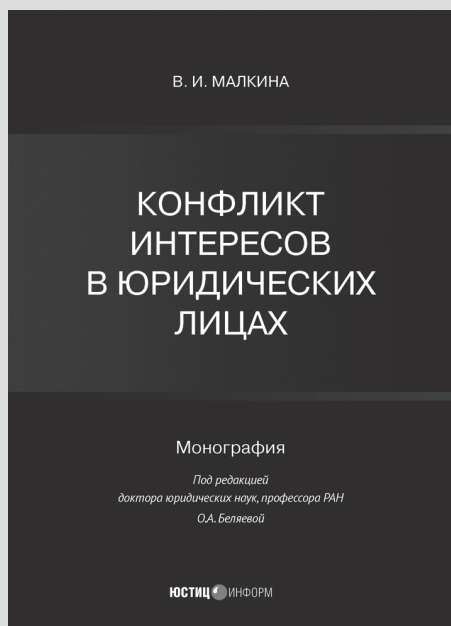 В. И. МАЛКИНА
КОНФЛИКТ
ИНТЕРЕСОВ
В ЮРИДИЧЕСКИХ
ЛИЦАХ
Монография
Под редакцией
доктора юридических наук, профессора РАН
О.А. Беляевой
ЮСТИЦИНФОРМ